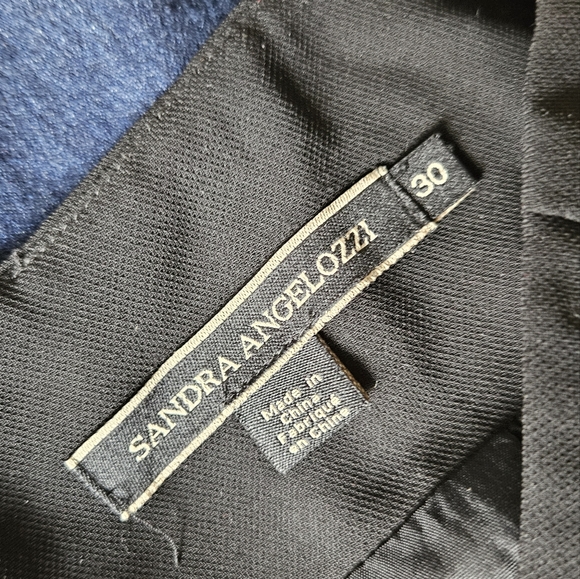 SANDRA ANGELOZZI
30
Made in
China
Fabriqué
en Chine